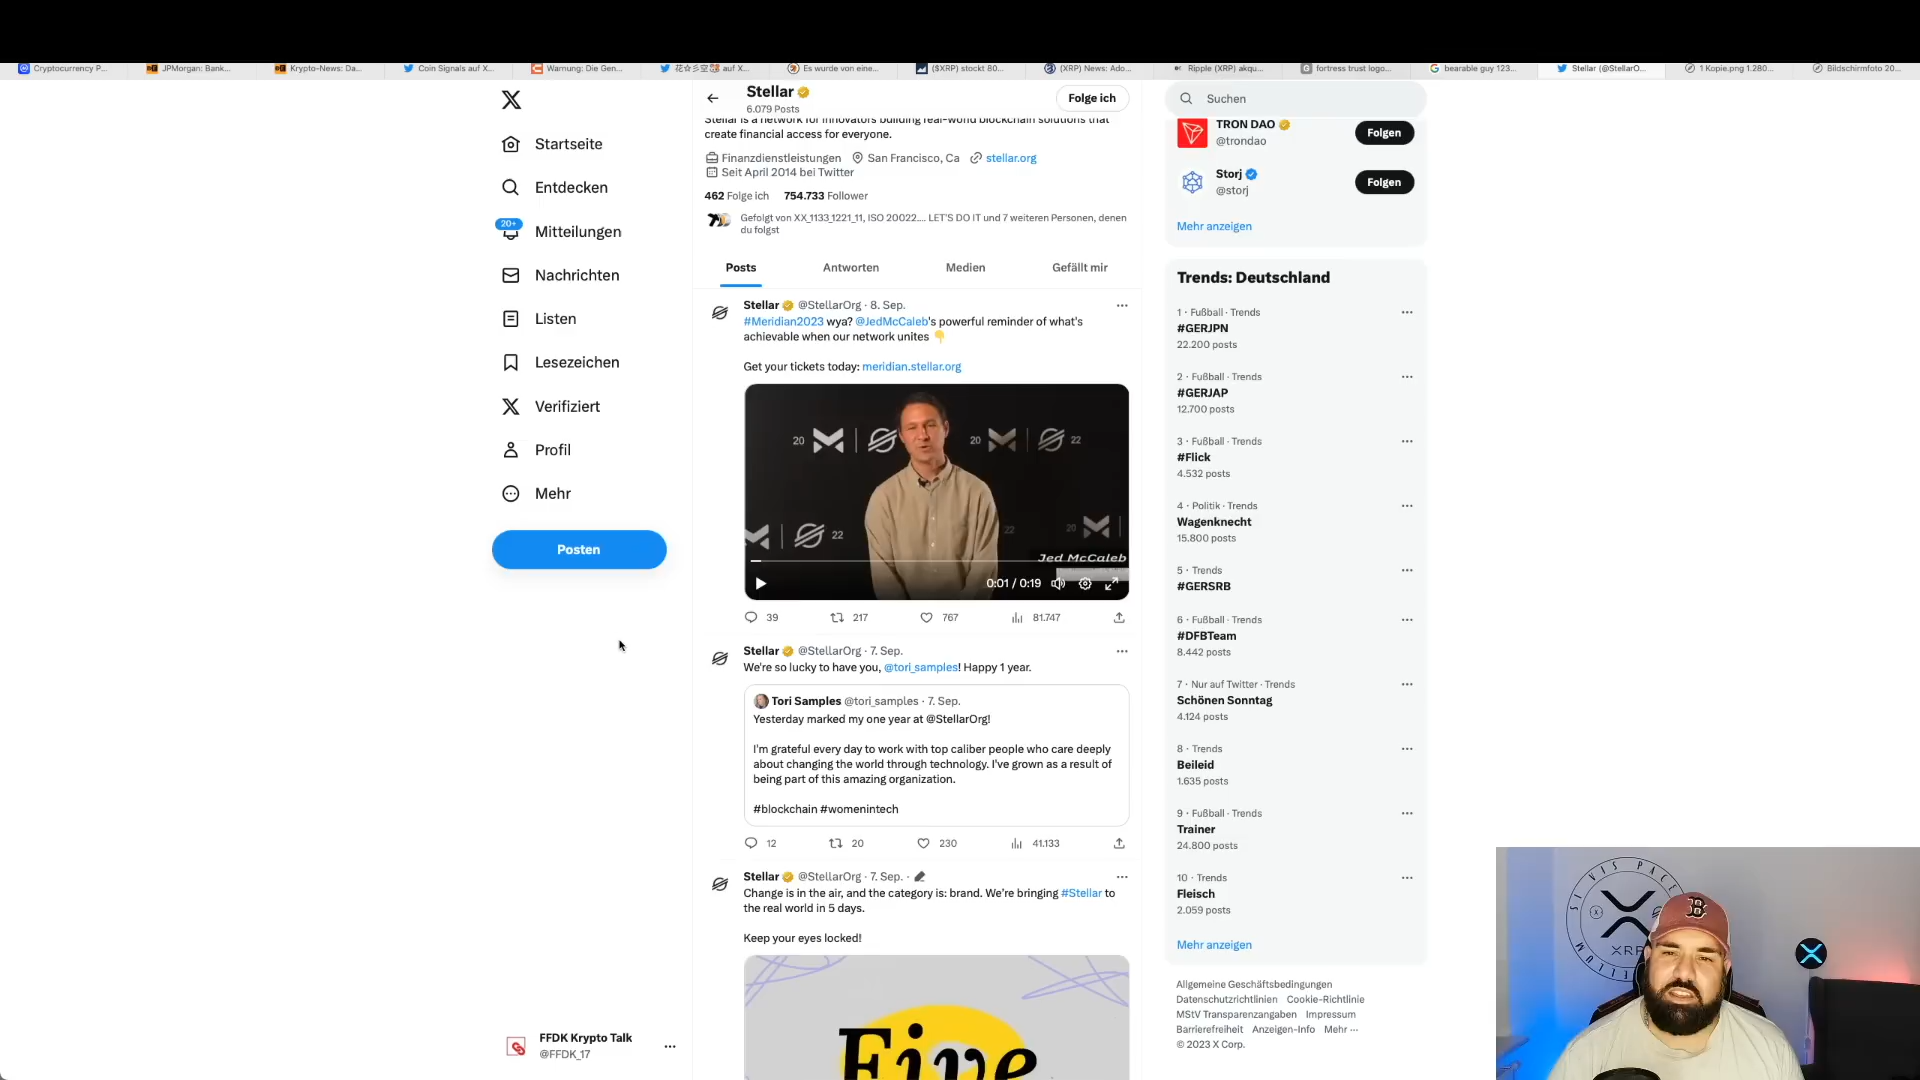 Cryptocurrency P...
JPMorgan: Bank...
Krypto-News: Da...
Coin Signals auf X...
Warnung: Die Gen...
auf X...
Es wurde von eine...
($XRP) stockt 80...
(XRP) News: Ado...
Ripple (XRP) akqu...
fortress trust logo...
bearable guy 123...
Stellar (@StellarO...
1 Kopie.png 1.280...
Bildschirmfoto 20...
Startseite
Entdecken
20+
Mitteilungen
Nachrichten
Listen
Lesezeichen
Verifiziert
Profil
Mehr
Posten
FFDK Krypto Talk
@FFDK_17
Stellar
6.079 Posts
Folge ich
Stellar is a network for innovators building real-world blockchain solutions that
create financial access for everyone.
Finanzdienstleistungen San Francisco, Ca stellar.org
Seit April 2014 bei Twitter
462 Folge ich 754.733 Follower
Gefolgt von XX_1133_1221_11, ISO 20022.... LET'S DO IT und 7 weiteren Personen, denen
du folgst
Posts Antworten Medien Gefällt mir
Stellar @StellarOrg · 8. Sep.
#Meridian2023 wya? @JedMcCaleb's powerful reminder of what's
achievable when our network unites
Get your tickets today: meridian.stellar.org
20 20 22
22 22 20
Jed McCaleb
0:01 / 0:19
39 217 767 81.747
Stellar @StellarOrg · 7. Sep.
We're so lucky to have you, @tori_samples! Happy 1 year.
Tori Samples @tori_samples · 7. Sep.
Yesterday marked my one year at @StellarOrg!
I'm grateful every day to work with top caliber people who care deeply
about changing the world through technology. I've grown as a result of
being part of this amazing organization.
#blockchain #womenintech
12 20 230 41.133
Stellar @StellarOrg · 7. Sep. ·
Change is in the air, and the category is: brand. We're bringing #Stellar to
the real world in 5 days.
Keep your eyes locked!
Five
Suchen
TRON DAO
@trondao
Folgen
Storj
@storj
Folgen
Mehr anzeigen
Trends: Deutschland
1 · Fußball · Trends
#GERJPN
22.200 posts
2 · Fußball · Trends
#GERJAP
12.700 posts
3 · Fußball · Trends
#Flick
4.532 posts
4 · Politik · Trends
Wagenknecht
15.800 posts
5 · Trends
#GERSRB
6 · Fußball · Trends
#DFBTeam
8.442 posts
7 · Nur auf Twitter · Trends
Schönen Sonntag
4.124 posts
8 · Trends
Beileid
1.635 posts
9 · Fußball · Trends
Trainer
24.800 posts
10 · Trends
Fleisch
2.059 posts
Mehr anzeigen
Allgemeine Geschäftsbedingungen
Datenschutzrichtlinien Cookie-Richtlinie
MStV Transparenzangaben Impressum
Barrierefreiheit Anzeigen-Info Mehr ···
© 2023 X Corp.
SI VIS PACE
XRP
B